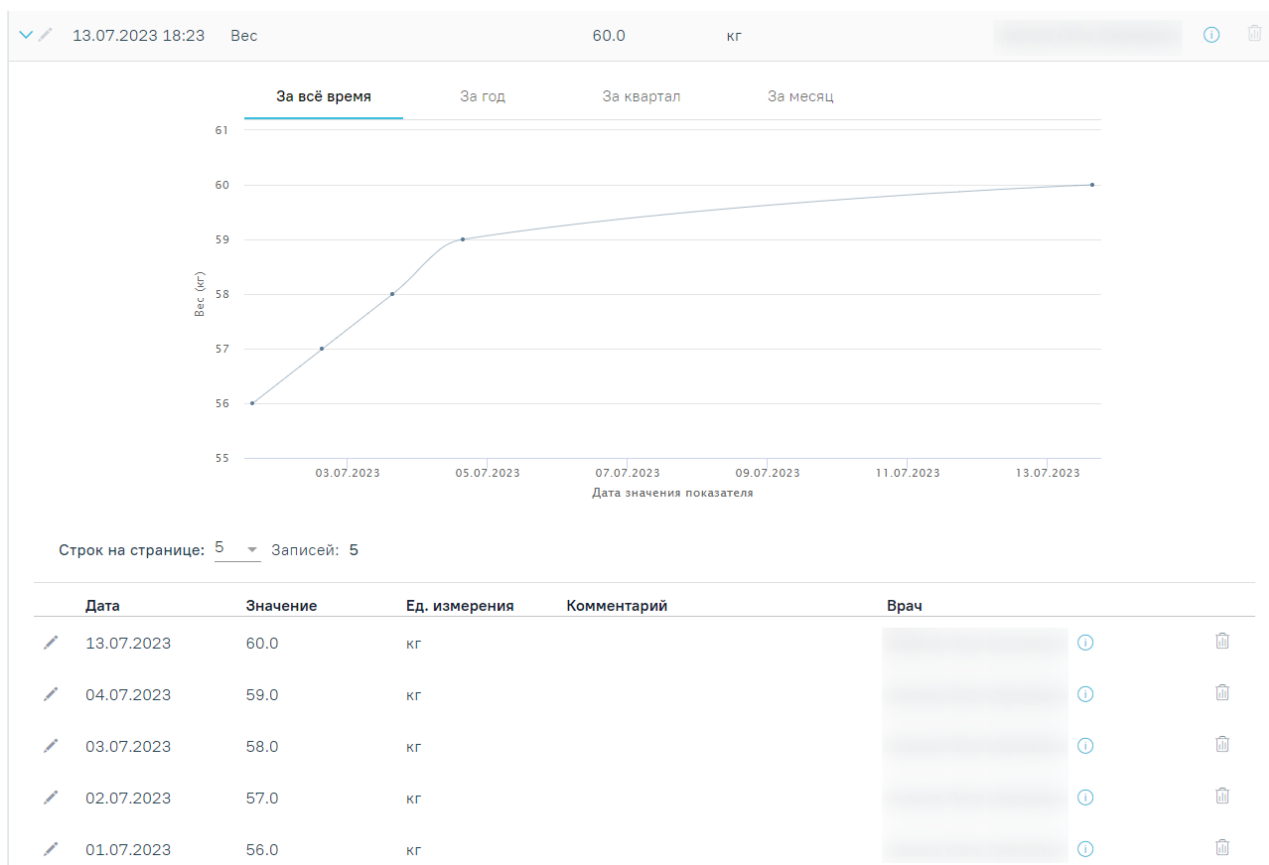 13.07.2023 18:23 Вес 60.0 кг
За всё время За год За квартал За месяц
61
60
59
58
57
56
55
Вес (кг)
03.07.2023 05.07.2023 07.07.2023 09.07.2023 11.07.2023 13.07.2023
Дата значения показателя
Строк на странице: 5 Записей: 5
Дата Значение Ед. измерения Комментарий Врач
13.07.2023 60.0 кг
04.07.2023 59.0 кг
03.07.2023 58.0 кг
02.07.2023 57.0 кг
01.07.2023 56.0 кг